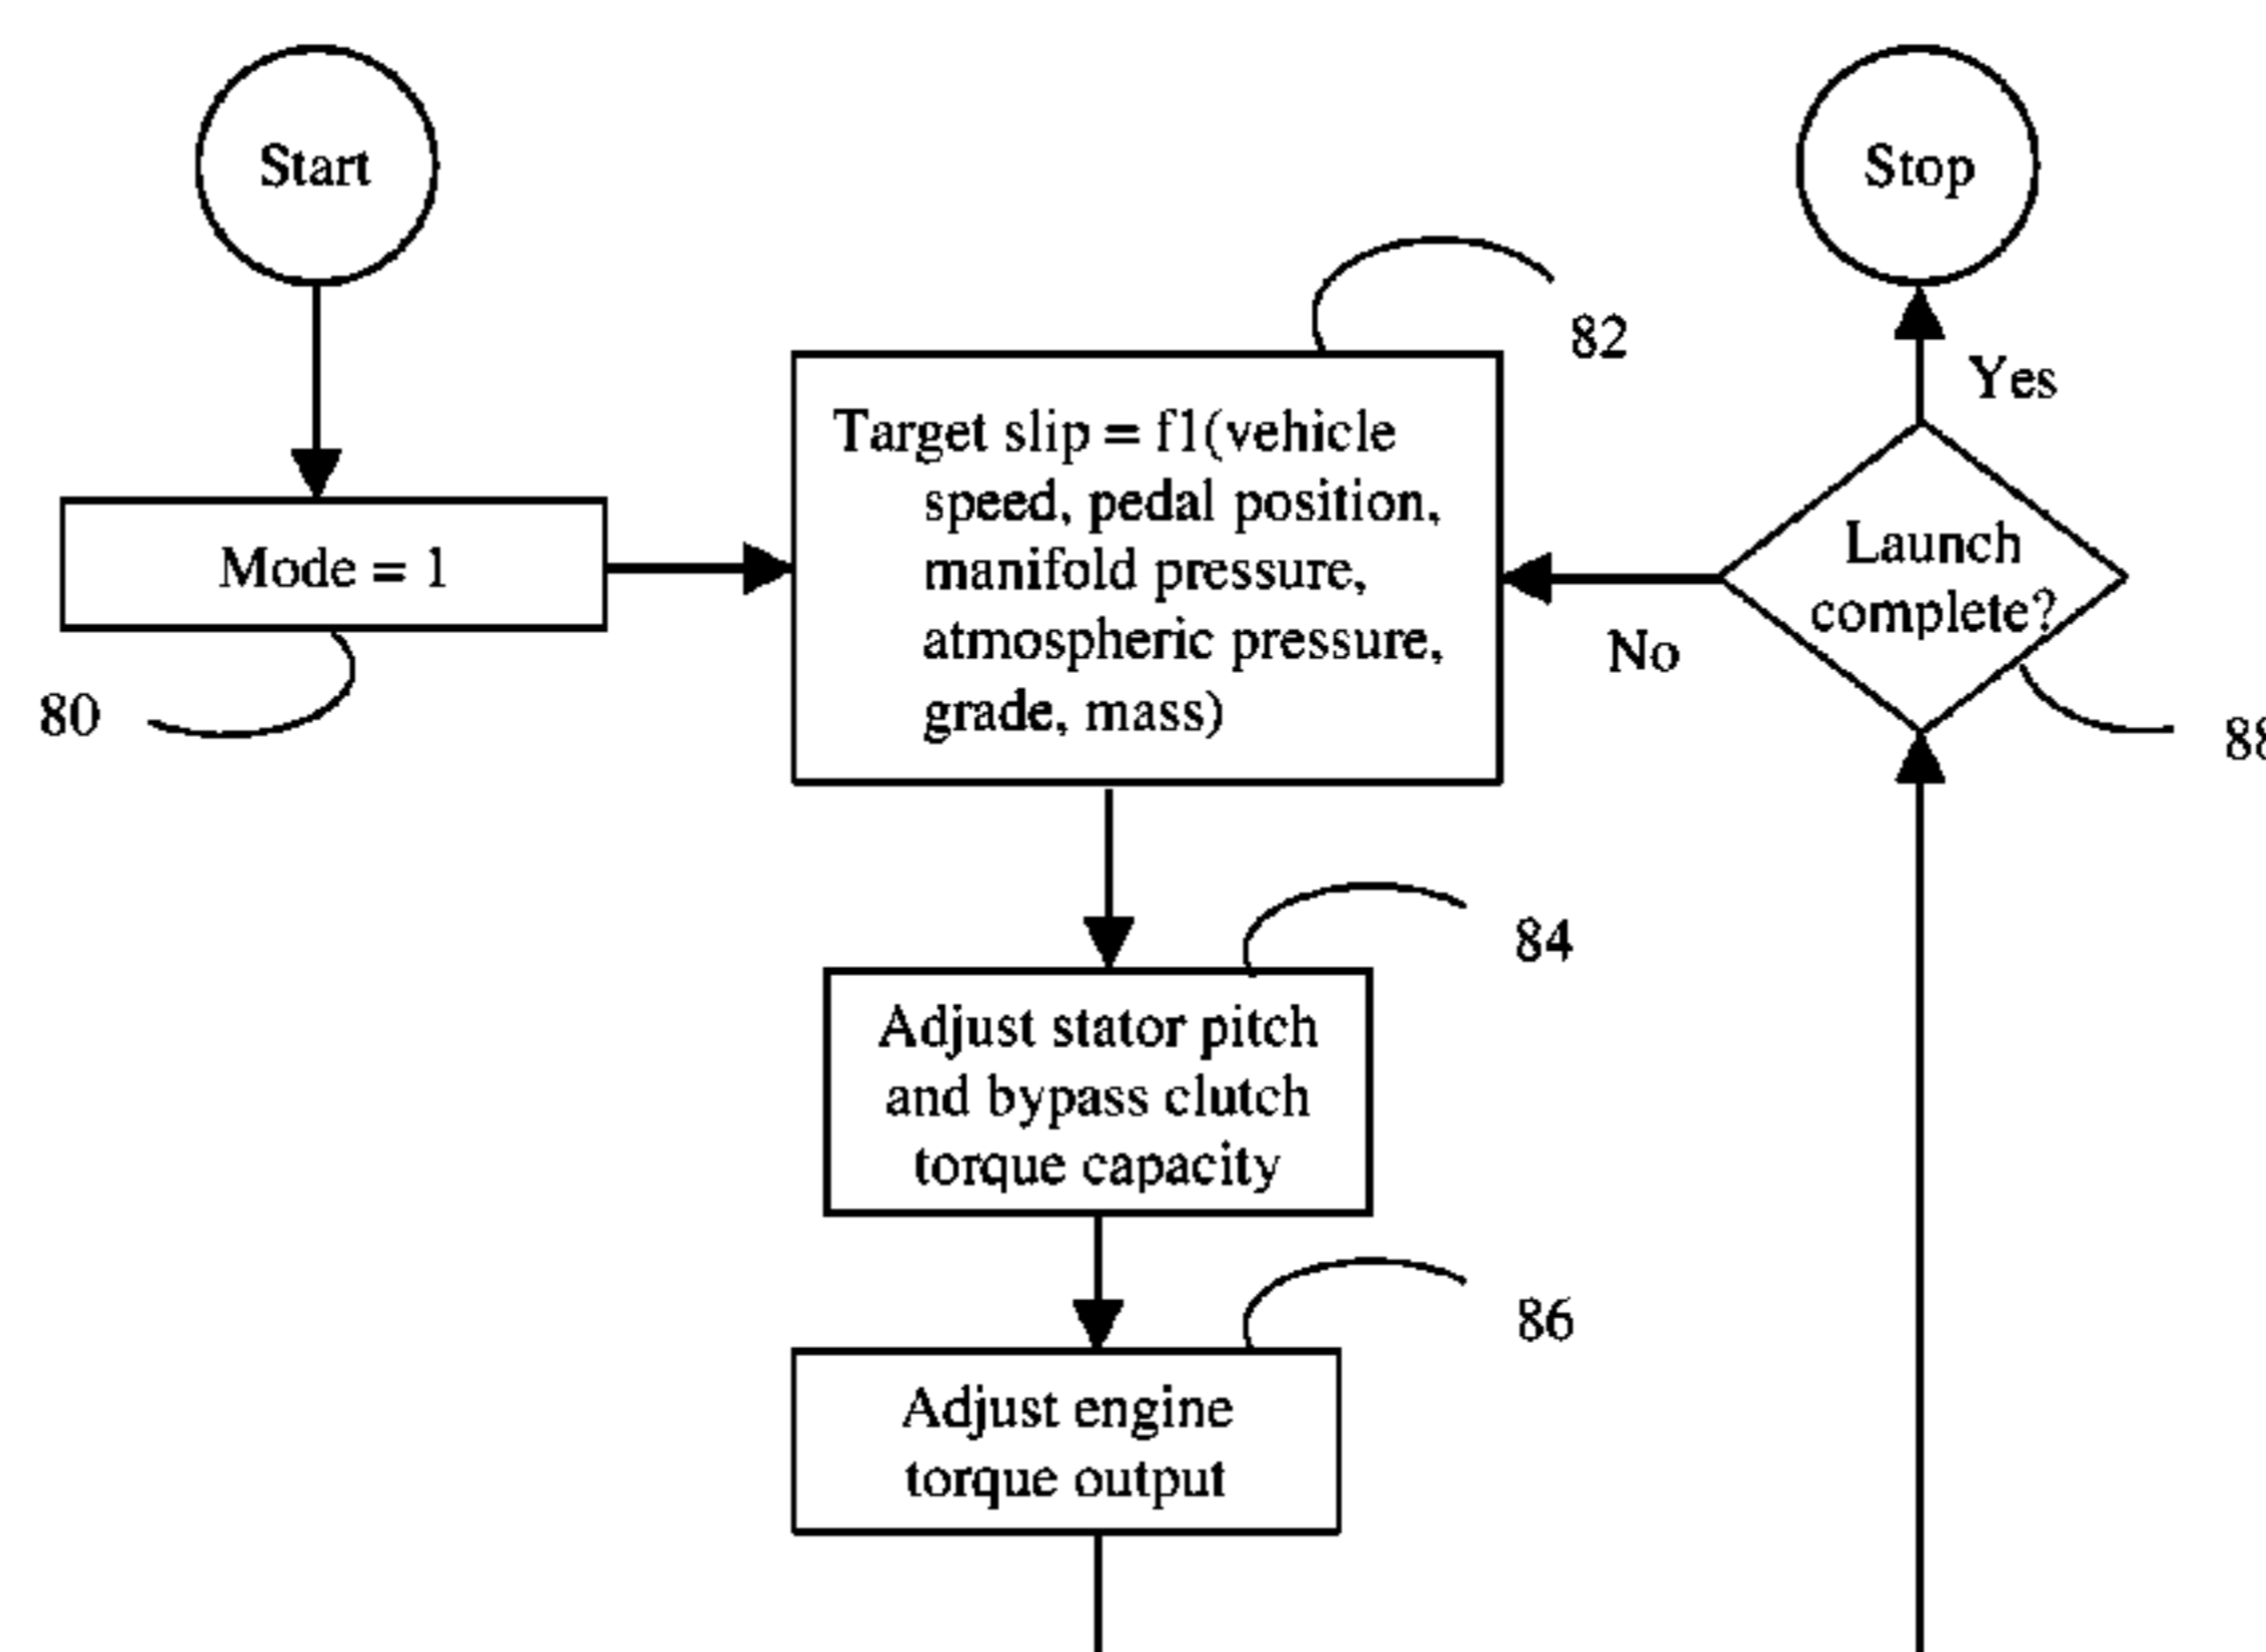 Start
Stop
82
Yes
Target slip = f1(vehicle
speed, pedal position,
manifold pressure,
atmospheric pressure,
grade, mass)
Mode = 1
80
Launch
complete?
No
88
84
Adjust stator pitch
and bypass clutch
torque capacity
86
Adjust engine
torque output